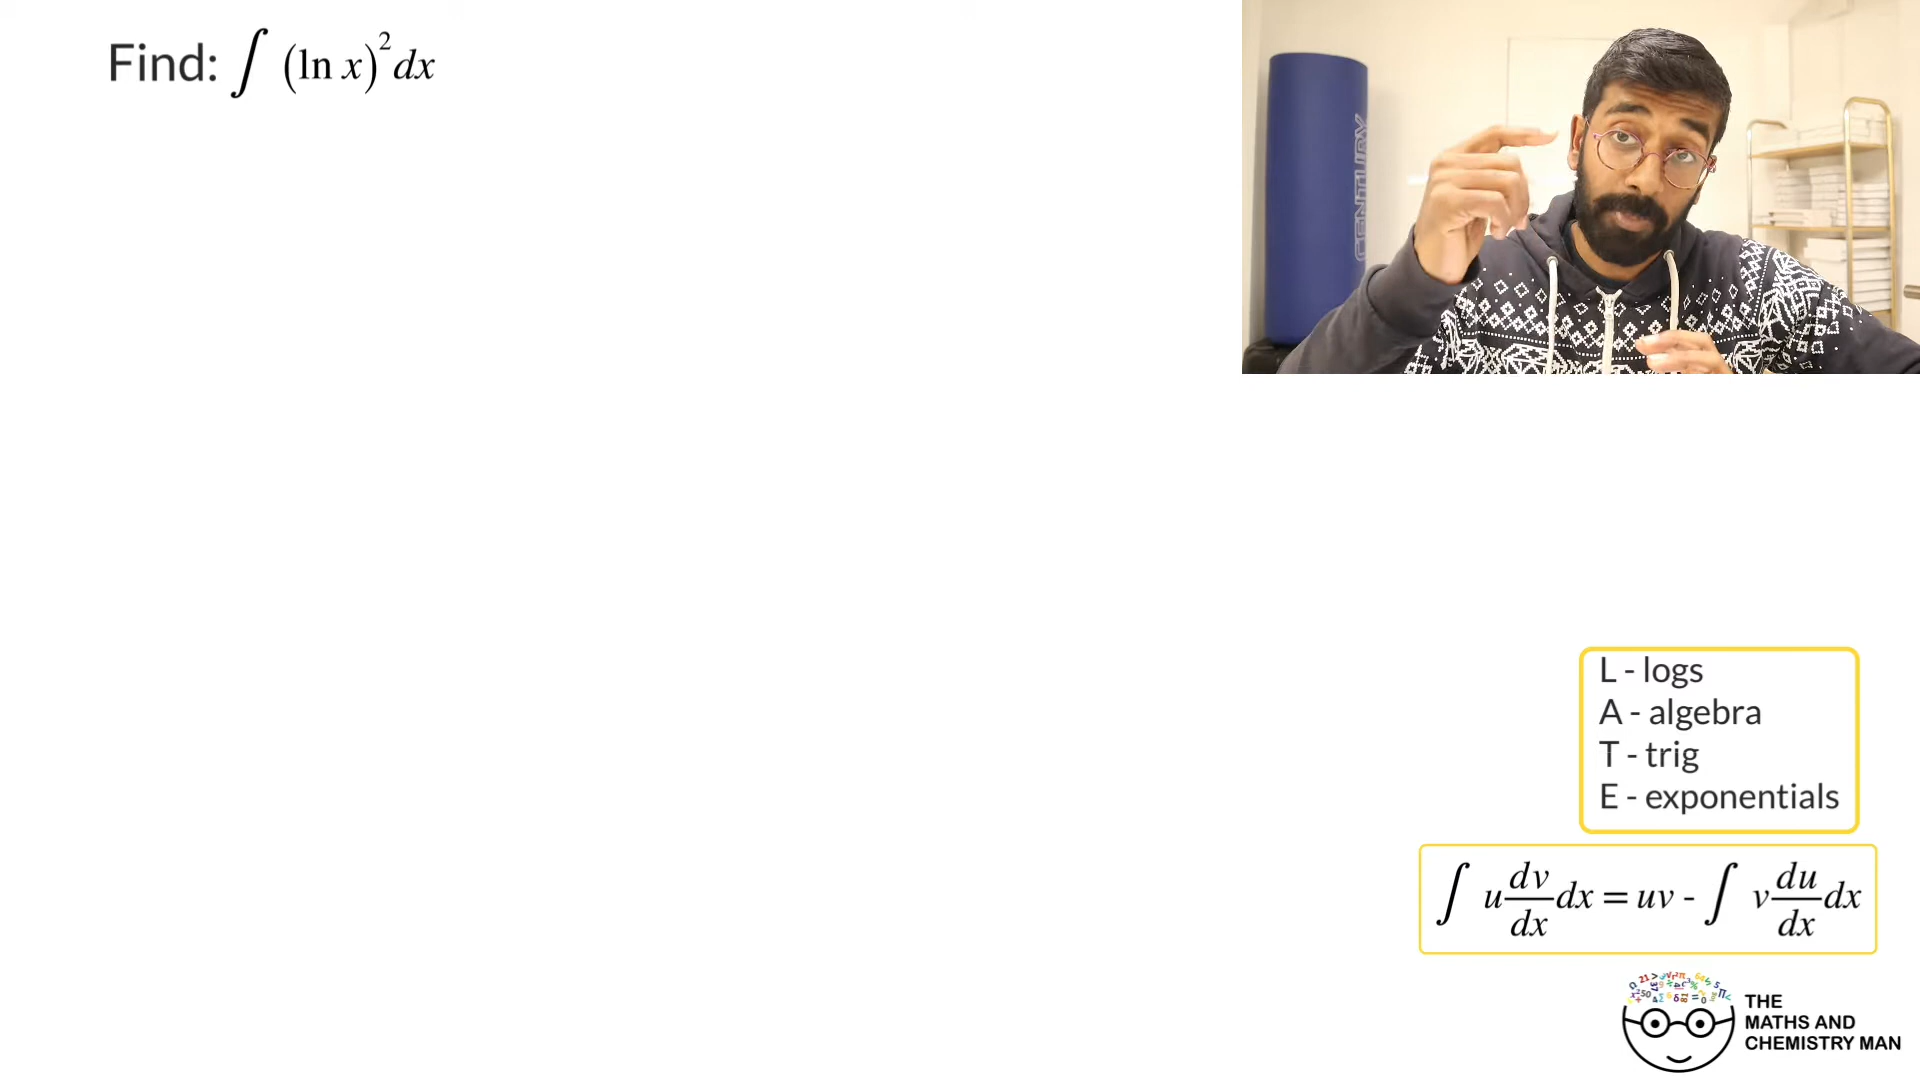 Find: ∫ (ln x)² dx
CENTURY
L - logs
A - algebra
T - trig
E - exponentials
∫ u dv/dx dx = uv - ∫ v du/dx dx
THE
MATHS AND
CHEMISTRY MAN